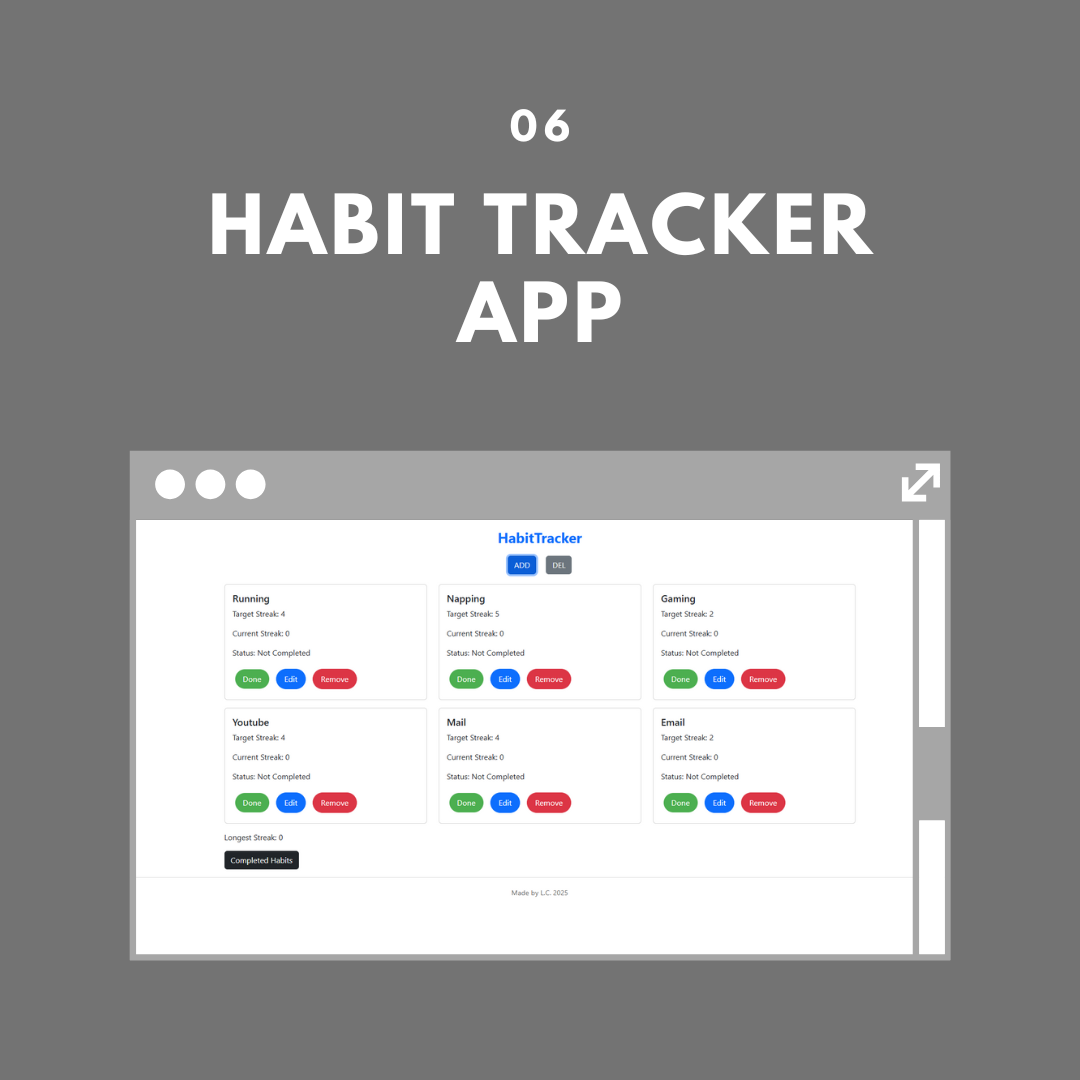 06
HABIT TRACKER
APP
HabitTracker
ADD DEL
Running
Target Streak: 4
Current Streak: 0
Status: Not Completed
Done Edit Remove
Napping
Target Streak: 5
Current Streak: 0
Status: Not Completed
Done Edit Remove
Gaming
Target Streak: 2
Current Streak: 0
Status: Not Completed
Done Edit Remove
Youtube
Target Streak: 4
Current Streak: 0
Status: Not Completed
Done Edit Remove
Mail
Target Streak: 4
Current Streak: 0
Status: Not Completed
Done Edit Remove
Email
Target Streak: 2
Current Streak: 0
Status: Not Completed
Done Edit Remove
Longest Streak: 0
Completed Habits
Made by L.C. 2025